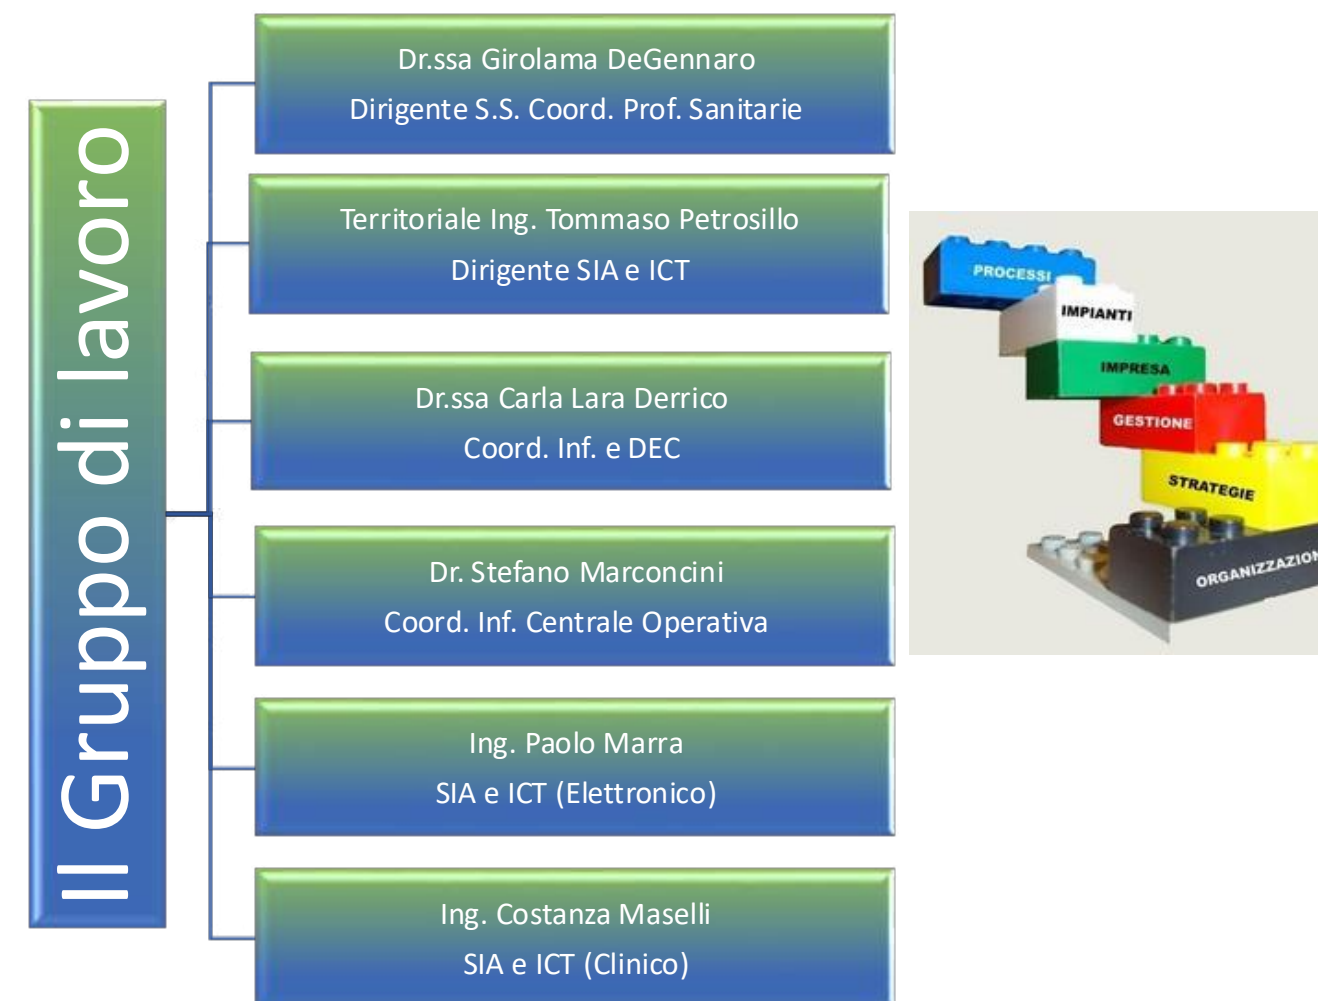 Il Gruppo di lavoro
Dr.ssa Girolama DeGennaro
Dirigente S.S. Coord. Prof. Sanitarie
Territoriale Ing. Tommaso Petrosillo
Dirigente SIA e ICT
Dr.ssa Carla Lara Derrico
Coord. Inf. e DEC
Dr. Stefano Marconcini
Coord. Inf. Centrale Operativa
Ing. Paolo Marra
SIA e ICT (Elettronico)
Ing. Costanza Maselli
SIA e ICT (Clinico)
PROCESSI
IMPIANTI
IMPRESA
GESTIONE
STRATEGIE
ORGANIZZAZION